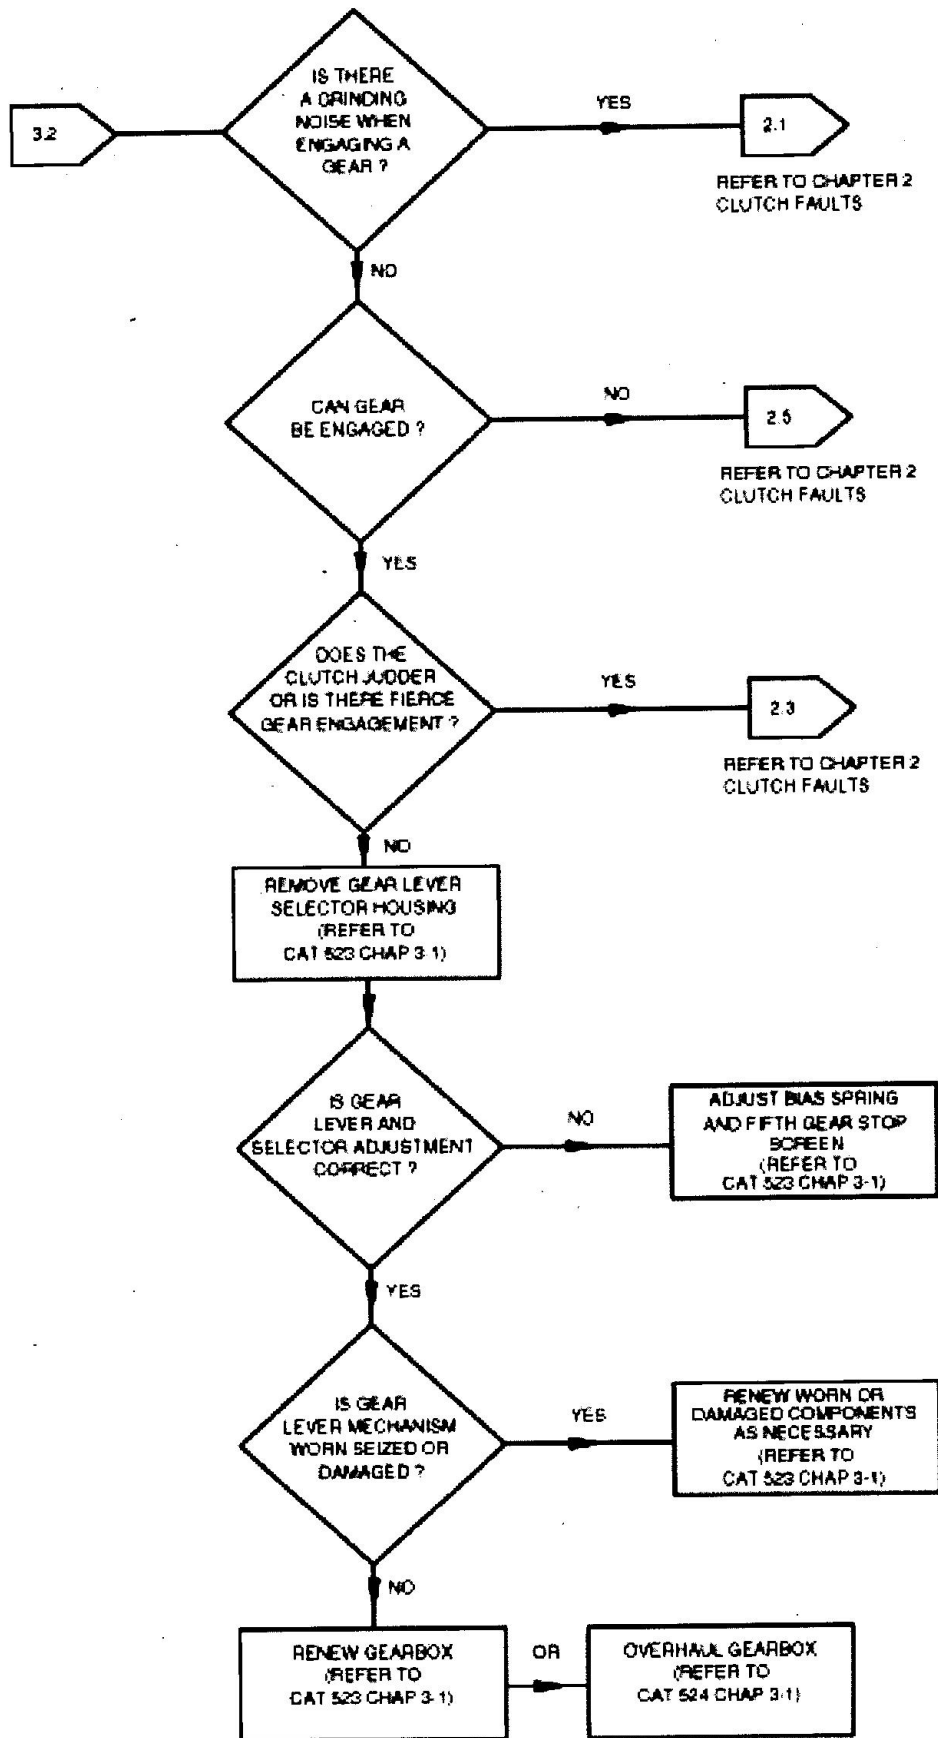 IS THERE
A GRINDING
NOISE WHEN
ENGAGING A
GEAR ?
3.2
YES
2.1
REFER TO CHAPTER 2
CLUTCH FAULTS
NO
CAN GEAR
BE ENGAGED ?
NO
2.5
REFER TO CHAPTER 2
CLUTCH FAULTS
YES
DOES THE
CLUTCH JUDDER
OR IS THERE FIERCE
GEAR ENGAGEMENT ?
YES
2.3
REFER TO CHAPTER 2
CLUTCH FAULTS
NO
REMOVE GEAR LEVER
SELECTOR HOUSING
(REFER TO
CAT 523 CHAP 3-1)
IS GEAR
LEVER AND
SELECTOR ADJUSTMENT
CORRECT ?
NO
ADJUST BIAS SPRING
AND FIFTH GEAR STOP
SCREEN
(REFER TO
CAT 523 CHAP 3-1)
YES
IS GEAR
LEVER MECHANISM
WORN SEIZED OR
DAMAGED ?
YES
RENEW WORN OR
DAMAGED COMPONENTS
AS NECESSARY
(REFER TO
CAT 523 CHAP 3-1)
NO
RENEW GEARBOX
(REFER TO
CAT 523 CHAP 3-1)
OR
OVERHAUL GEARBOX
(REFER TO
CAT 524 CHAP 3-1)